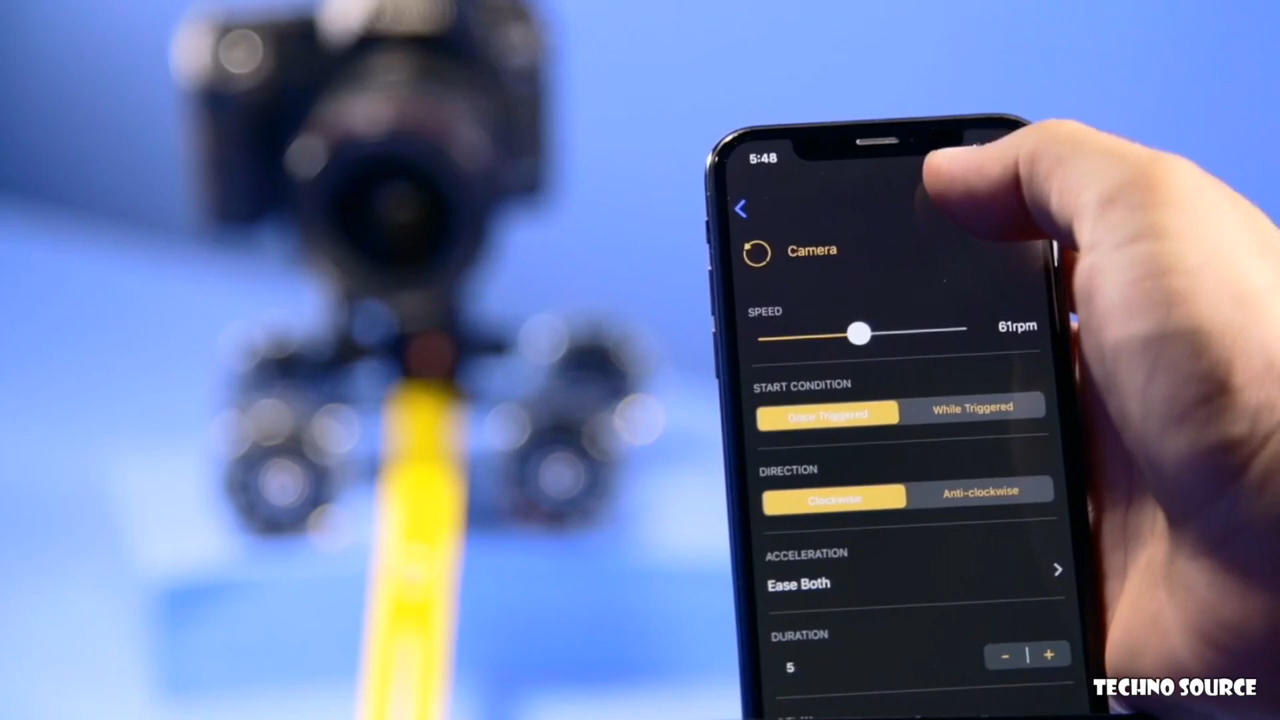 5:48
Camera
SPEED
61rpm
START CONDITION
Once Triggered While Triggered
DIRECTION
Clockwise Anti-clockwise
ACCELERATION
Ease Both
DURATION
5 - +
TECHNO SOURCE